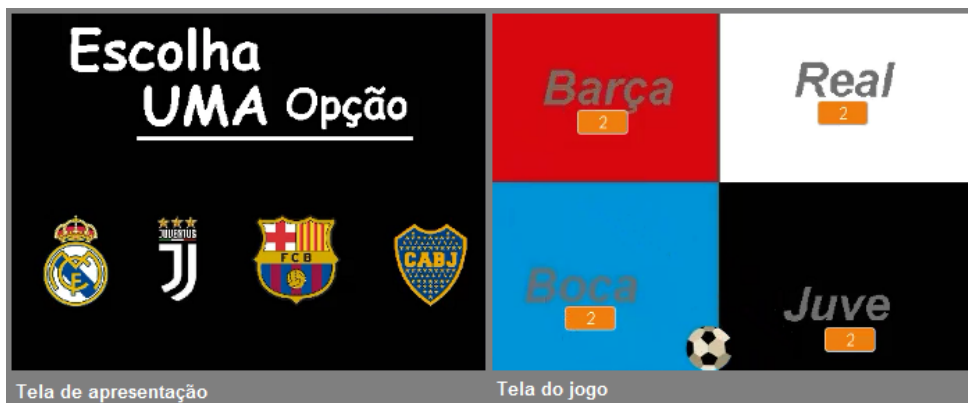 Escolha
UMA Opção
JUVENTUS
FCB
CABJ
Tela de apresentação
Barça
2
Real
2
Boca
2
Juve
2
Tela do jogo